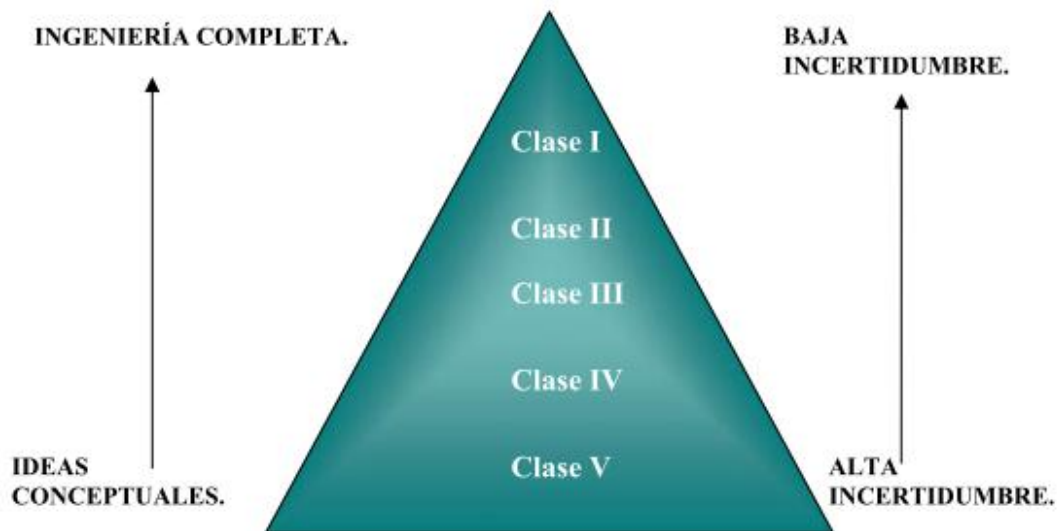 INGENIERÍA COMPLETA.
BAJA
INCERTIDUMBRE.
Clase I
Clase II
Clase III
Clase IV
Clase V
IDEAS
CONCEPTUALES.
ALTA
INCERTIDUMBRE.